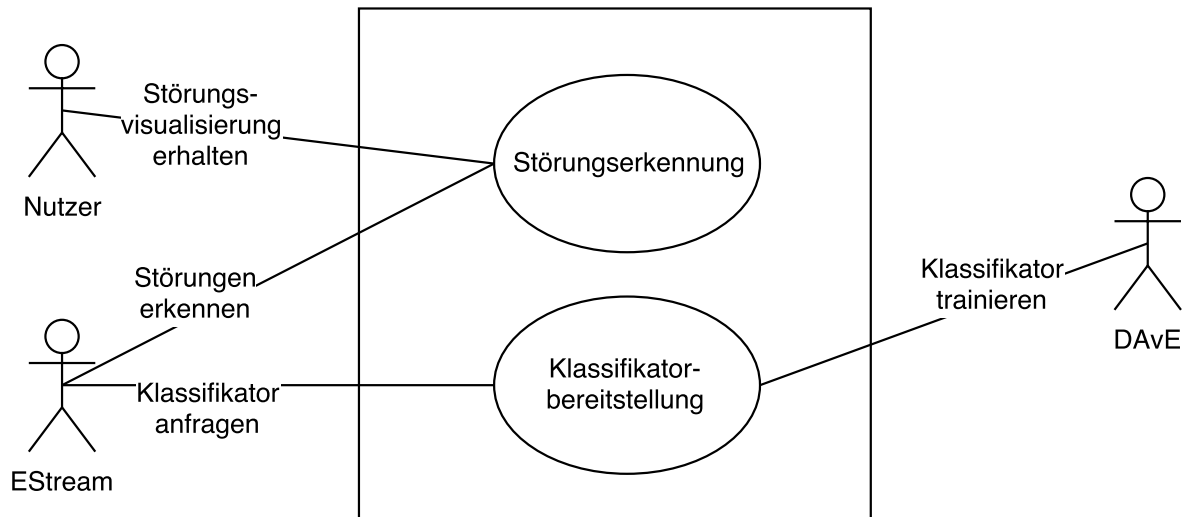 Störungs-
visualisierung
erhalten
Nutzer
Störungserkennung
Störungen
erkennen
Klassifikator
trainieren
DAvE
Klassifikator-
bereitstellung
Klassifikator
anfragen
EStream